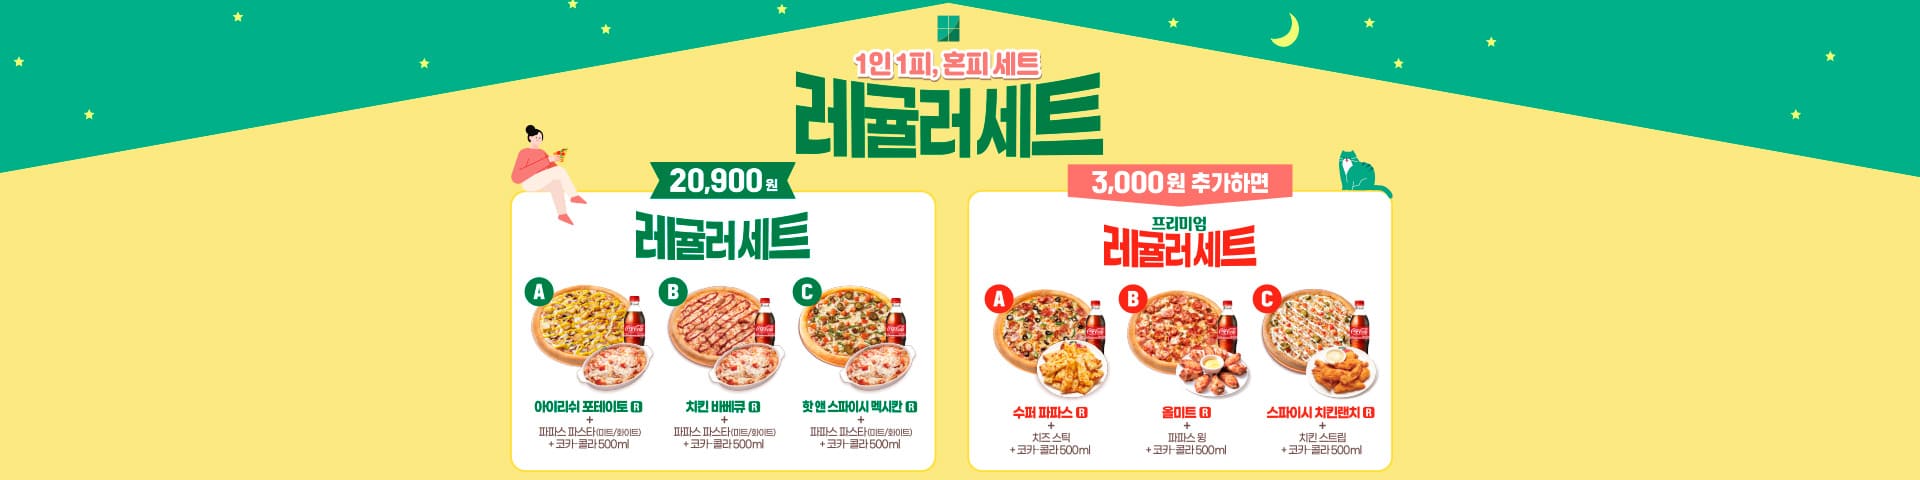 1인 1피, 혼피 세트
레귤러 세트
20,900원
레귤러 세트
A
아이리쉬 포테이토 R
+
파파스 파스타(미트/화이트)
+ 코카-콜라 500ml
B
치킨 바베큐 R
+
파파스 파스타(미트/화이트)
+ 코카-콜라 500ml
C
핫 앤 스파이시 멕시칸 R
+
파파스 파스타(미트/화이트)
+ 코카-콜라 500ml
3,000원 추가하면
프리미엄
레귤러 세트
A
수퍼 파파스 R
+
치즈 스틱
+ 코카-콜라 500ml
B
올미트 R
+
파파스 윙
+ 코카-콜라 500ml
C
스파이시 치킨랜치 R
+
치킨 스트립
+ 코카-콜라 500ml